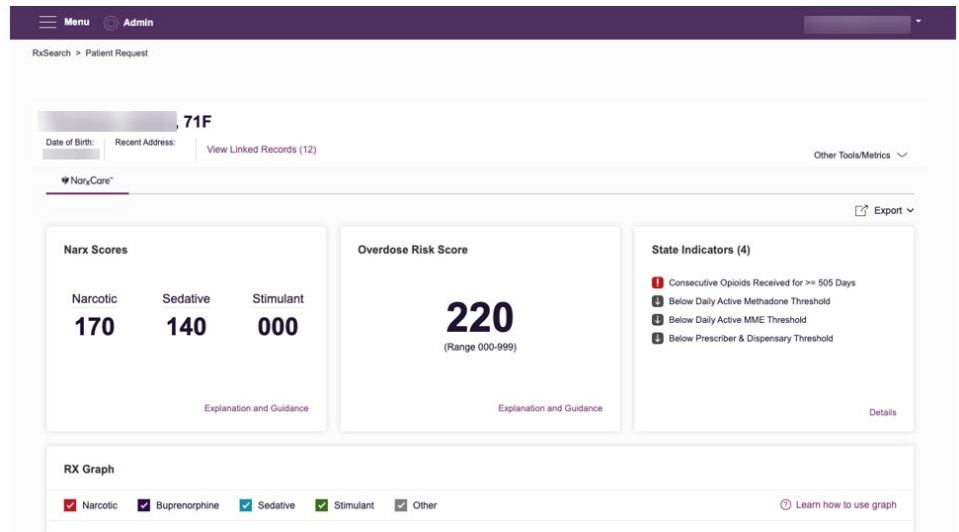 Menu Admin
RxSearch > Patient Request
, 71F
Date of Birth: Recent Address: View Linked Records (12)
Other Tools/Metrics
NarxCare™
Export
Narx Scores
Narcotic Sedative Stimulant
170 140 000
Explanation and Guidance
Overdose Risk Score
220
(Range 000-999)
Explanation and Guidance
State Indicators (4)
Consecutive Opioids Received for >= 505 Days
Below Daily Active Methadone Threshold
Below Daily Active MME Threshold
Below Prescriber & Dispensary Threshold
Details
RX Graph
Narcotic Buprenorphine Sedative Stimulant Other
Learn how to use graph